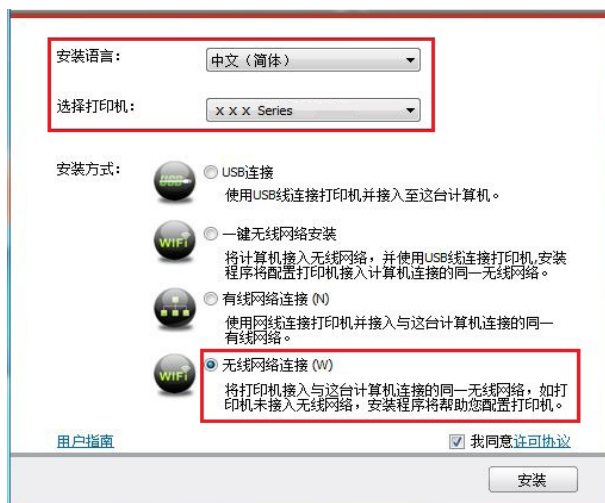 安装语言：
中文（简体）
选择打印机：
X X X Series
安装方式：
USB
USB连接
使用USB线连接打印机并接入至这台计算机。
WiFi
一键无线网络安装
将计算机接入无线网络，并使用USB线连接打印机,安装
程序将配置打印机接入计算机连接的同一无线网络。
有线网络连接 (N)
使用网线连接打印机并接入与这台计算机连接的同一
有线网络。
WiFi
无线网络连接 (W)
将打印机接入与这台计算机连接的同一无线网络，如打
印机未接入无线网络，安装程序将帮助您配置打印机。
用户指南
我同意许可协议
安装